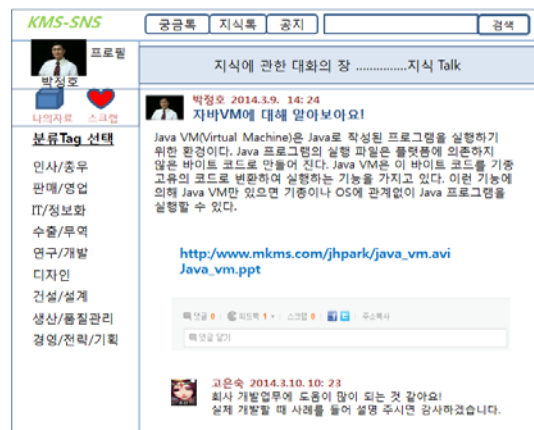 KMS-SNS
궁금톡 지식톡 공지 검색
프로필
박정호
지식에 관한 대화의 장 ...............지식 Talk
나의자료 스크랩
분류Tag 선택
인사/총무
판매/영업
IT/정보화
수출/무역
연구/개발
디자인
건설/설계
생산/품질관리
경영/전략/기획
박정호 2014.3.9. 14: 24
자바VM에 대해 알아보아요!
Java VM(Virtual Machine)은 Java로 작성된 프로그램을 실행하기
위한 환경이다. Java 프로그램의 실행 파일은 플랫폼에 의존하지
않은 바이트 코드로 만들어 진다. Java VM은 이 바이트 코드를 기종
고유의 코드로 변환하여 실행하는 기능을 가지고 있다. 이런 기능에
의해 Java VM만 있으면 기종이나 OS에 관계없이 Java 프로그램을
실행할 수 있다.
http:/www.mkms.com/jhpark/java_vm.avi
Java_vm.ppt
댓글 0 피드백 1 스크랩 0 주소복사
댓글 달기
고은숙 2014.3.10. 10: 23
회사 개발업무에 도움이 많이 되는 것 같아요!
실제 개발할 때 사례를 들어 설명 주시면 감사하겠습니다.